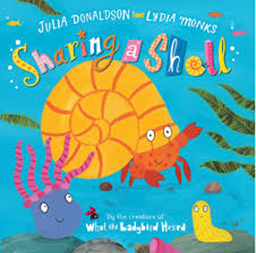 JULIA DONALDSON LYDIA MONKS
Sharing a Shell
By the creators of
What the Ladybird Heard